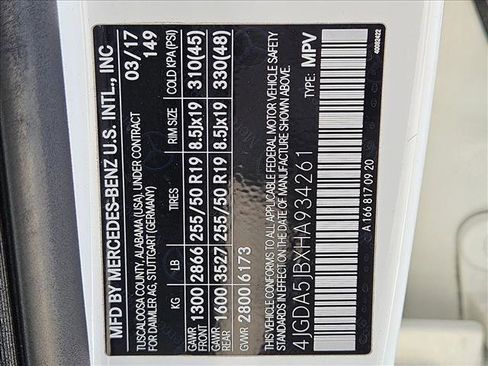 MFD BY MERCEDES-BENZ U.S. INTL., INC
03/17
TUSCALOOSA COUNTY, ALABAMA (USA), UNDER CONTRACT
149
FOR DAIMLER AG, STUTTGART (GERMANY)
KG LB TIRES RIM SIZE COLD KPA(PSI)
GAWR FRONT 1300 2866 255/50 R19 8.5Jx19 310(45)
GAWR REAR 1600 3527 255/50 R19 8.5Jx19 330(48)
GVWR 2800 6173
THIS VEHICLE CONFORMS TO ALL APPLICABLE FEDERAL MOTOR VEHICLE SAFETY
STANDARDS IN EFFECT ON THE DATE OF MANUFACTURE SHOWN ABOVE.
4JGDA5JBXHA934261 TYPE: MPV
A 166 817 09 20
40082422